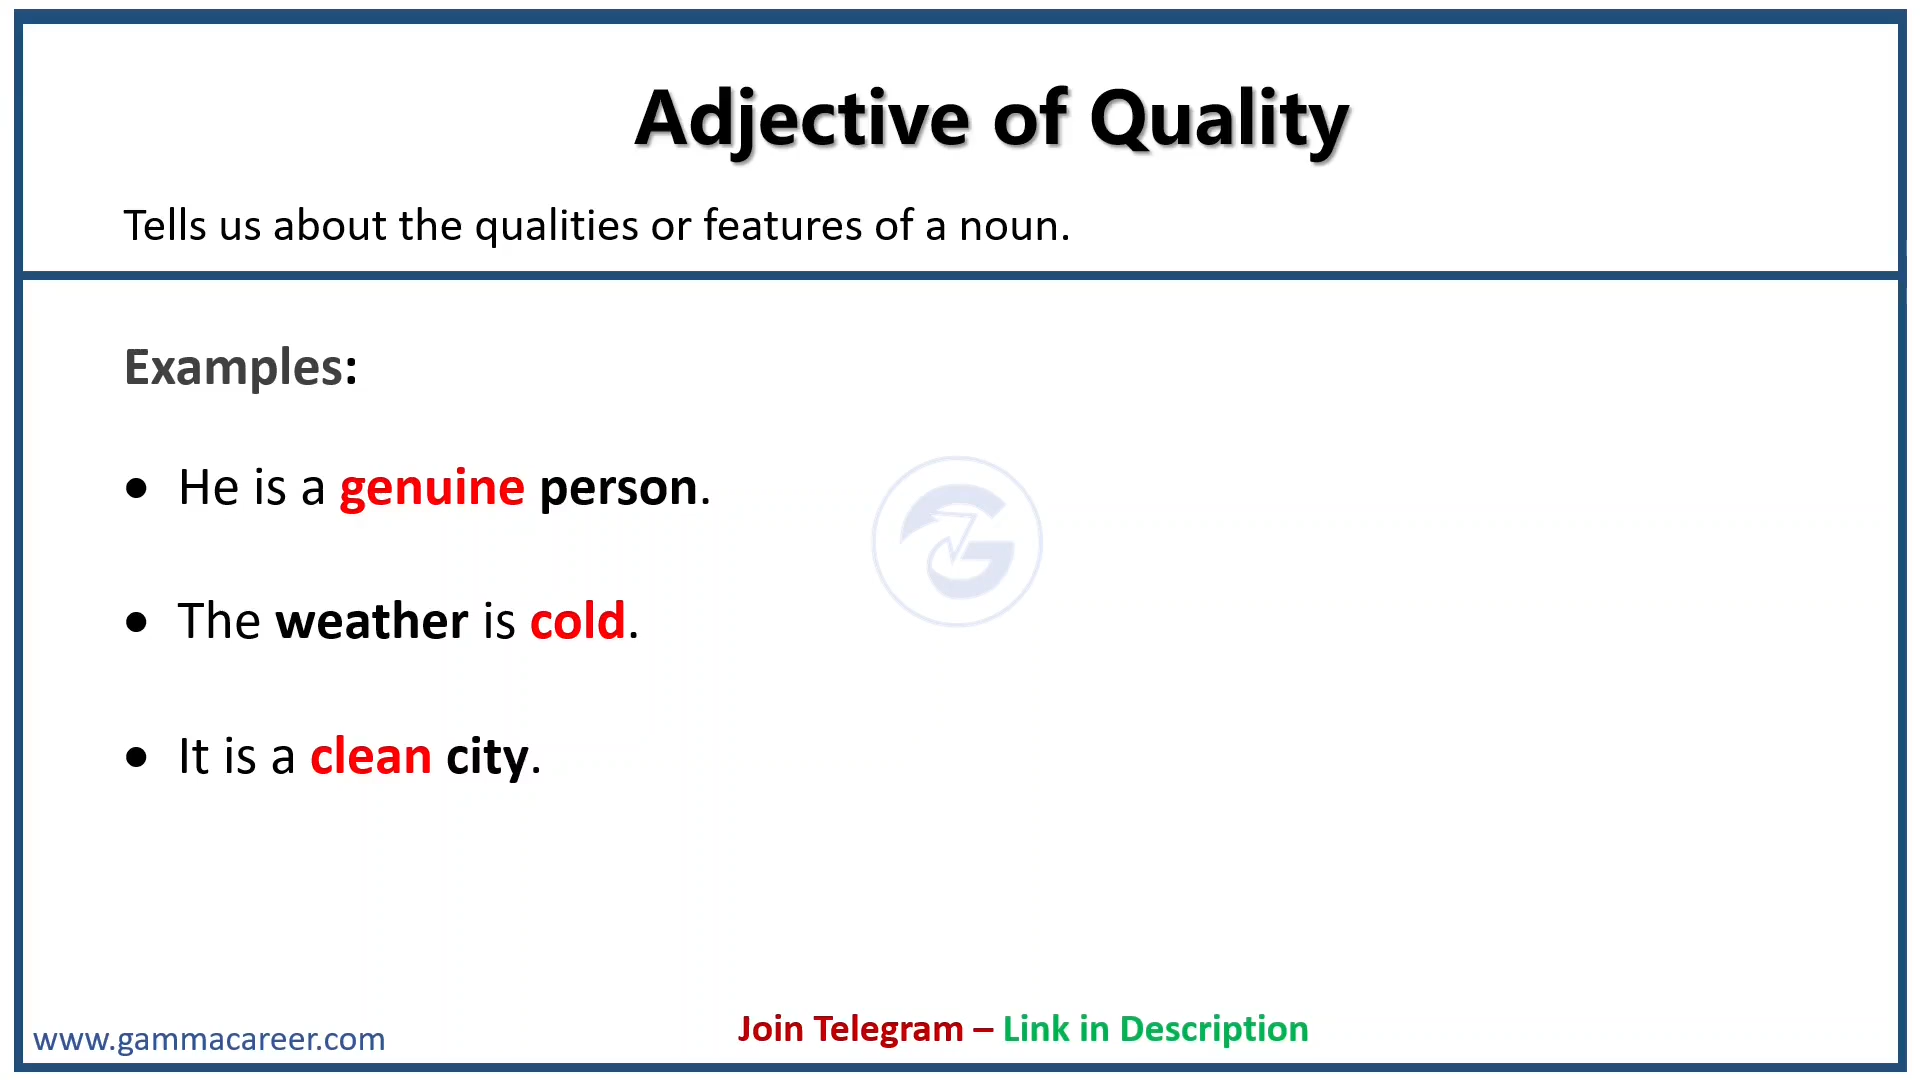 Adjective of Quality
Tells us about the qualities or features of a noun.
Examples:
• He is a genuine person.
• The weather is cold.
• It is a clean city.
Join Telegram – Link in Description
www.gammacareer.com